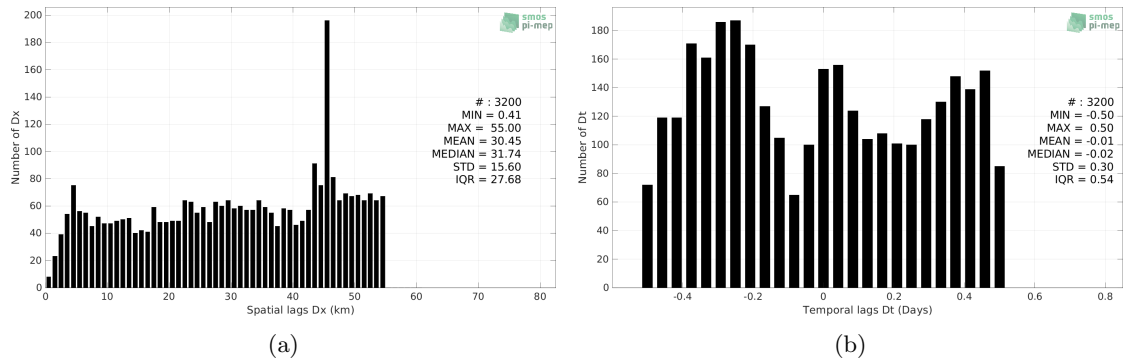 200
180
160
140
120
100
80
60
40
20
0
Number of Dx
0 10 20 30 40 50 60 70 80
Spatial lags Dx (km)
smos
pi-mep
# : 3200
MIN = 0.41
MAX = 55.00
MEAN = 30.45
MEDIAN = 31.74
STD = 15.60
IQR = 27.68
(a)
180
160
140
120
100
80
60
40
20
0
Number of Dt
-0.4 -0.2 0 0.2 0.4 0.6 0.8
Temporal lags Dt (Days)
smos
pi-mep
# : 3200
MIN = -0.50
MAX = 0.50
MEAN = -0.01
MEDIAN = -0.02
STD = 0.30
IQR = 0.54
(b)